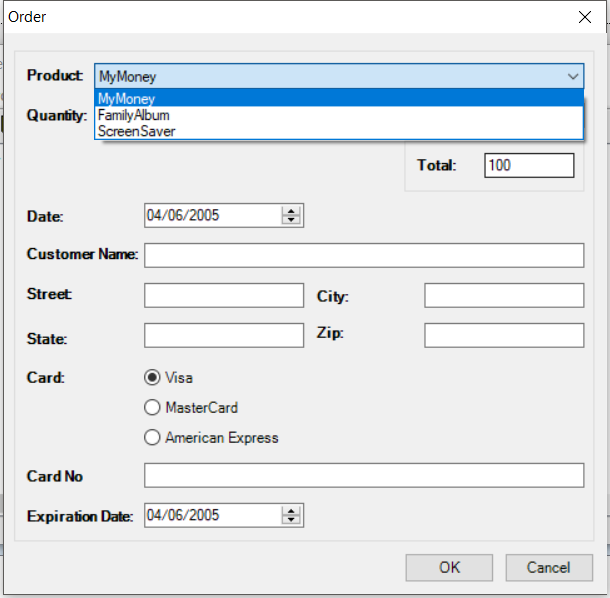 Order
Product: MyMoney
MyMoney
Quantity: FamilyAlbum
ScreenSaver
Total: 100
Date: 04/06/2005
Customer Name:
Street: City:
State: Zip:
Card: Visa
MasterCard
American Express
Card No
Expiration Date: 04/06/2005
OK Cancel